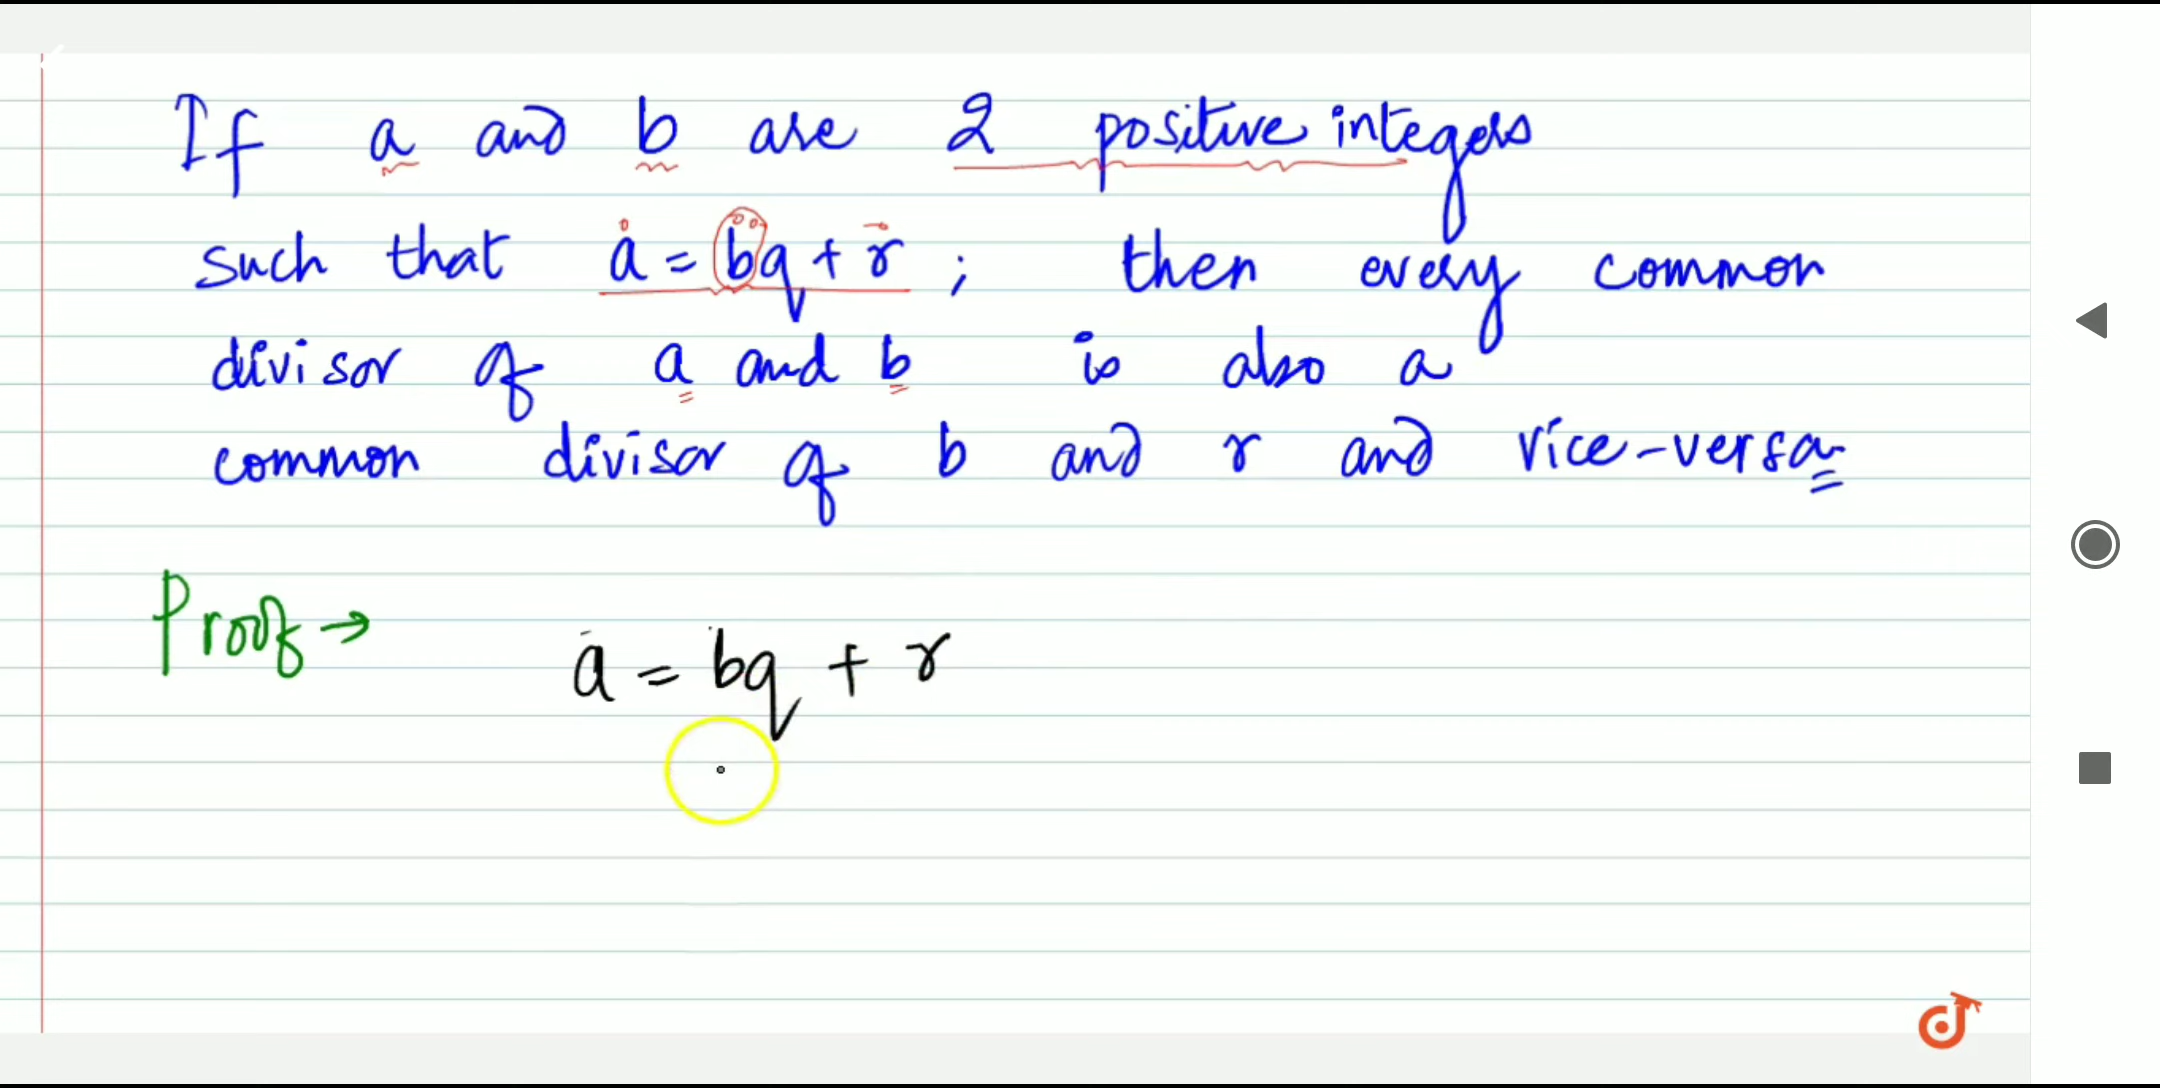 If a and b are 2 positive integers
such that a = bq + r ; then every common
divisor of a and b is also a
common divisor of b and r and vice-versa
Proof → a = bq + r